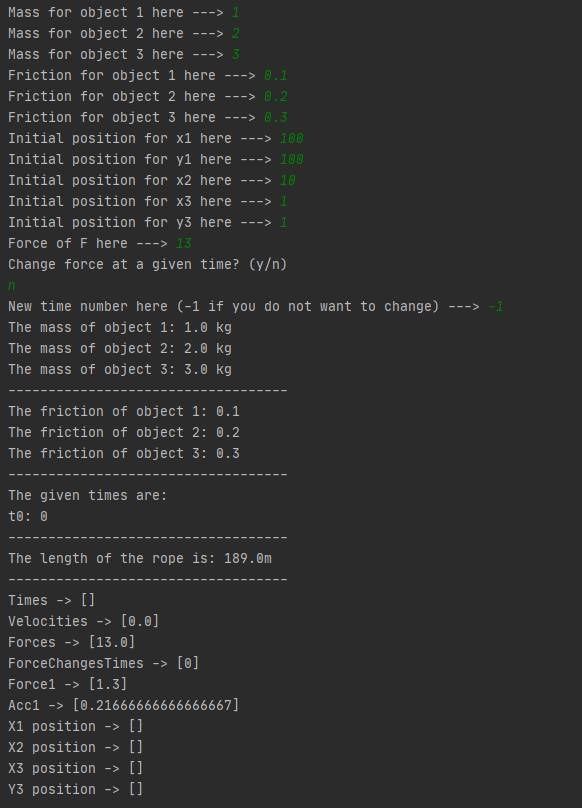 Mass for object 1 here ---> 1
Mass for object 2 here ---> 2
Mass for object 3 here ---> 3
Friction for object 1 here ---> 0.1
Friction for object 2 here ---> 0.2
Friction for object 3 here ---> 0.3
Initial position for x1 here ---> 100
Initial position for y1 here ---> 100
Initial position for x2 here ---> 10
Initial position for x3 here ---> 1
Initial position for y3 here ---> 1
Force of F here ---> 13
Change force at a given time? (y/n)
n
New time number here (-1 if you do not want to change) ---> -1
The mass of object 1: 1.0 kg
The mass of object 2: 2.0 kg
The mass of object 3: 3.0 kg
-----------------------------------
The friction of object 1: 0.1
The friction of object 2: 0.2
The friction of object 3: 0.3
-----------------------------------
The given times are:
t0: 0
-----------------------------------
The length of the rope is: 189.0m
-----------------------------------
Times -> []
Velocities -> [0.0]
Forces -> [13.0]
ForceChangesTimes -> [0]
Force1 -> [1.3]
Acc1 -> [0.21666666666666667]
X1 position -> []
X2 position -> []
X3 position -> []
Y3 position -> []